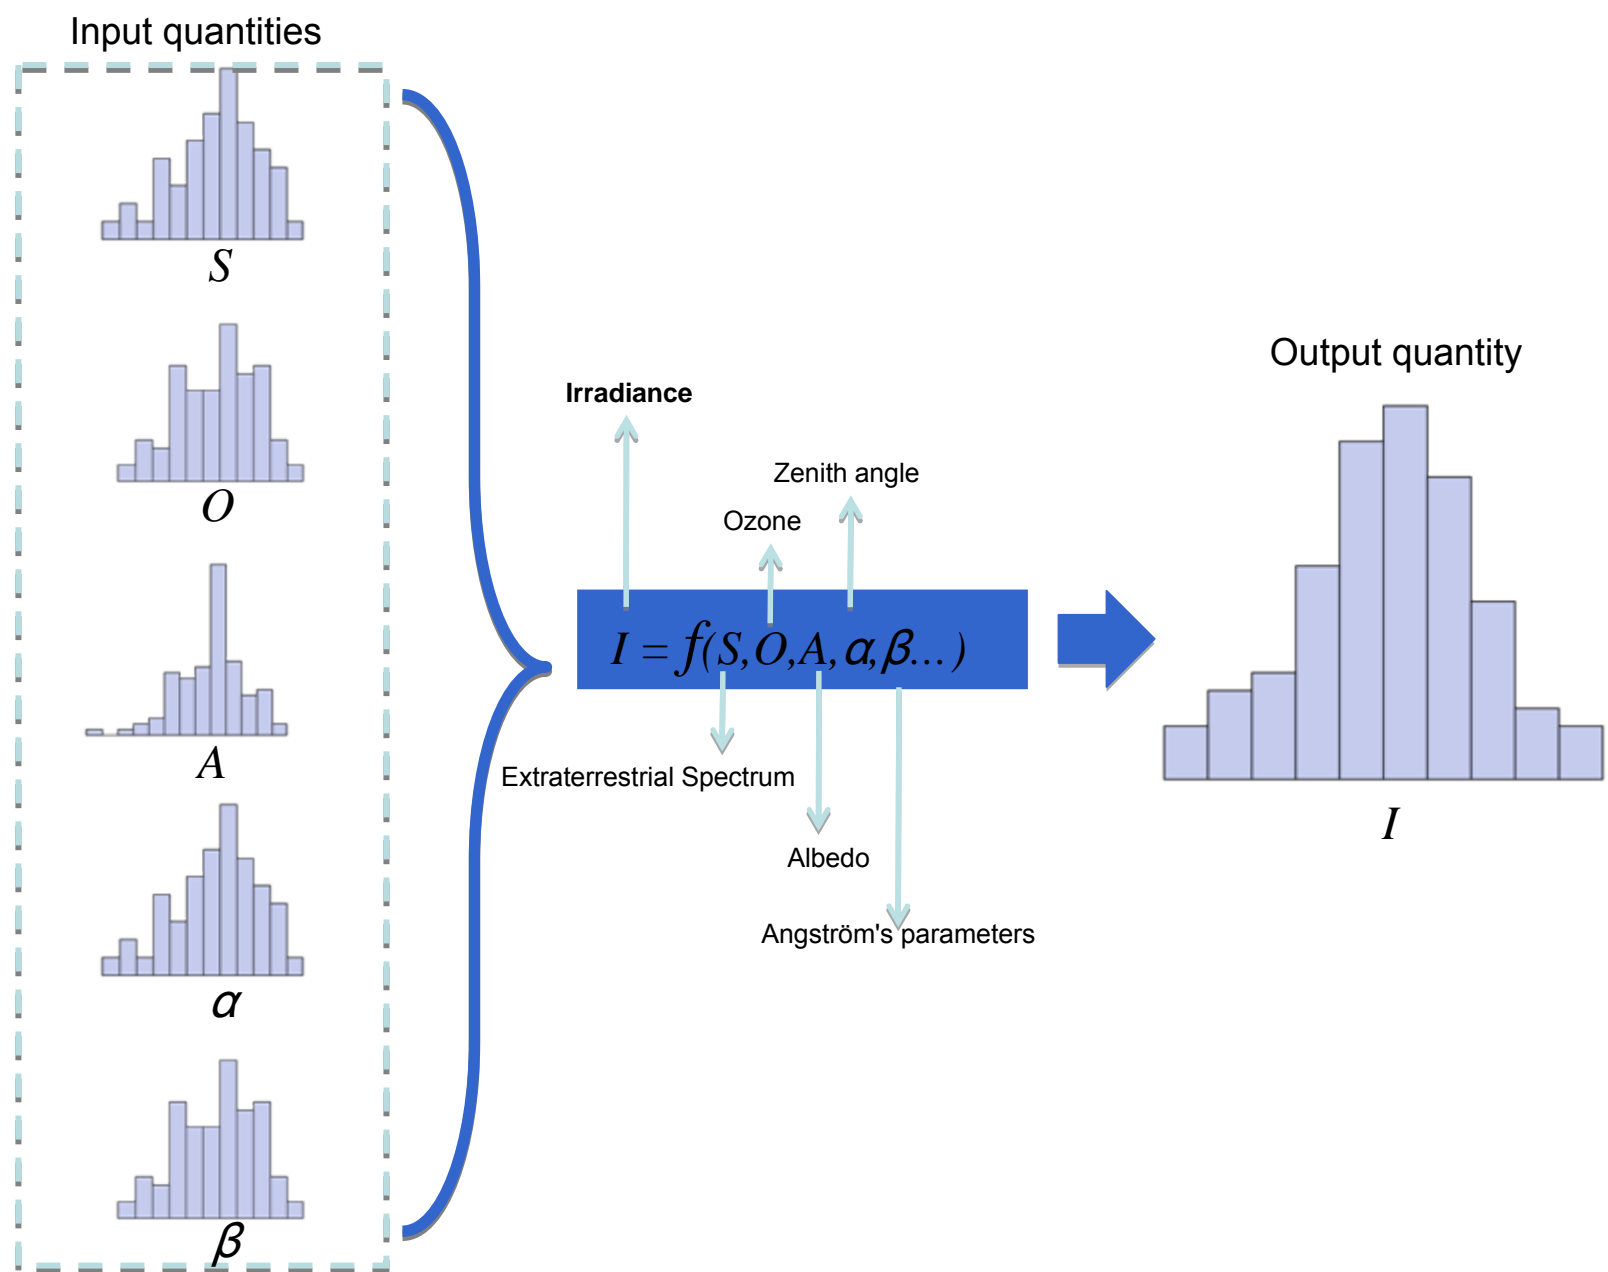 Input quantities
S
O
A
α
β
Irradiance
Zenith angle
Ozone
I = f(S,O,A,α,β...)
Extraterrestrial Spectrum
Albedo
Angström's parameters
Output quantity
I